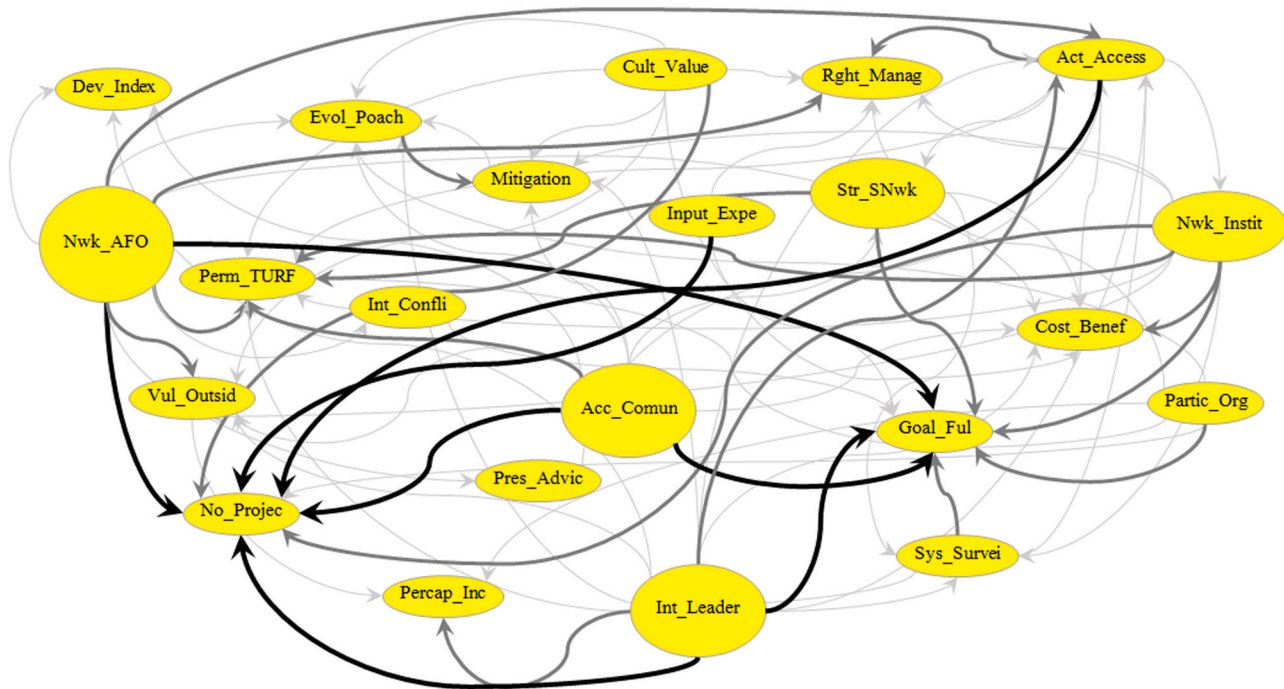 Cult_Value
Rght_Manag
Act_Access
Dev_Index
Evol_Poach
Mitigation
Str_SNwk
Input_Expe
Nwk_Instit
Nwk_AFO
Perm_TURF
Int_Confli
Cost_Benef
Vul_Outsid
Acc_Comun
Partic_Org
Goal_Ful
Pres_Advic
No_Projec
Sys_Survei
Percap_Inc
Int_Leader